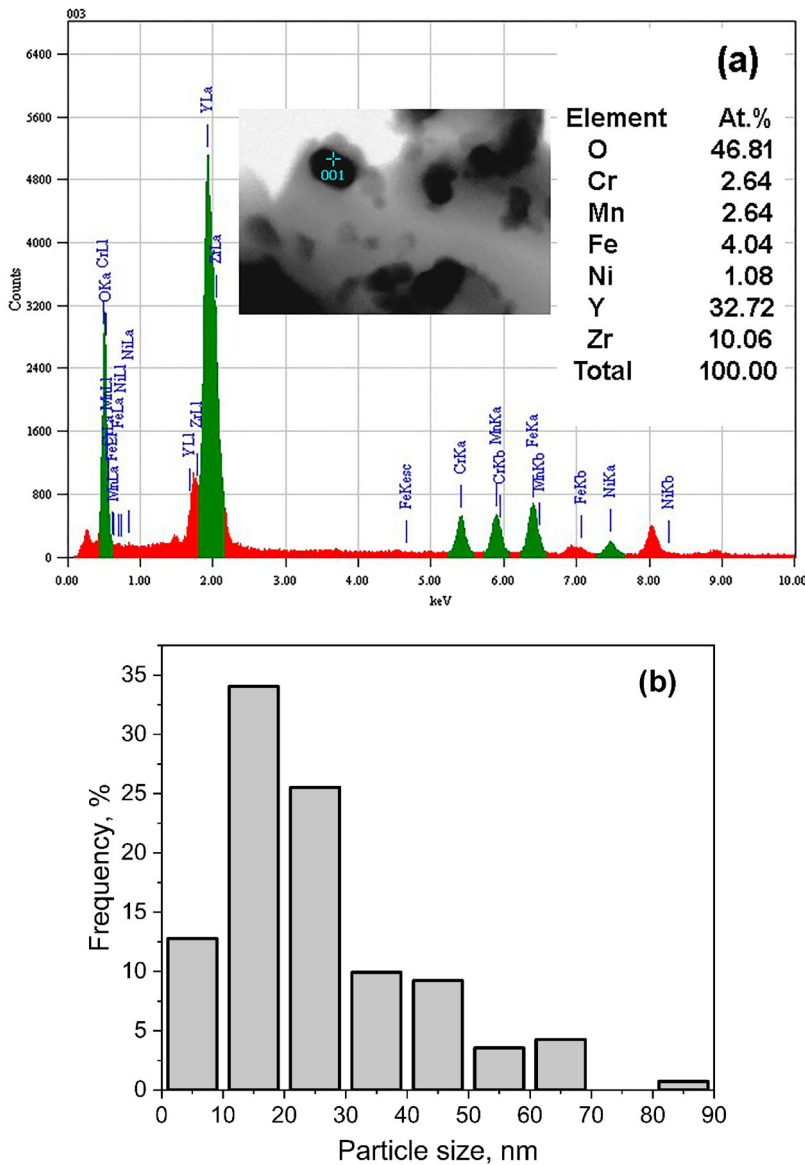 003
(a)
6400
5600
4800
4000
3200
2400
1600
800
0
Counts
0.00 1.00 2.00 3.00 4.00 5.00 6.00 7.00 8.00 9.00 10.00
keV
OKa CrLl
MnLa
FeLa NiLl
NiLa
YLl
ZrLl
YLa
ZrLa
FeKesc
CrKa
CrKb MnKa
MnKb FeKa
FeKb
NiKa
NiKb
001
Element At.%
O 46.81
Cr 2.64
Mn 2.64
Fe 4.04
Ni 1.08
Y 32.72
Zr 10.06
Total 100.00
(b)
35
30
25
20
15
10
5
0
Frequency, %
0 10 20 30 40 50 60 70 80 90
Particle size, nm